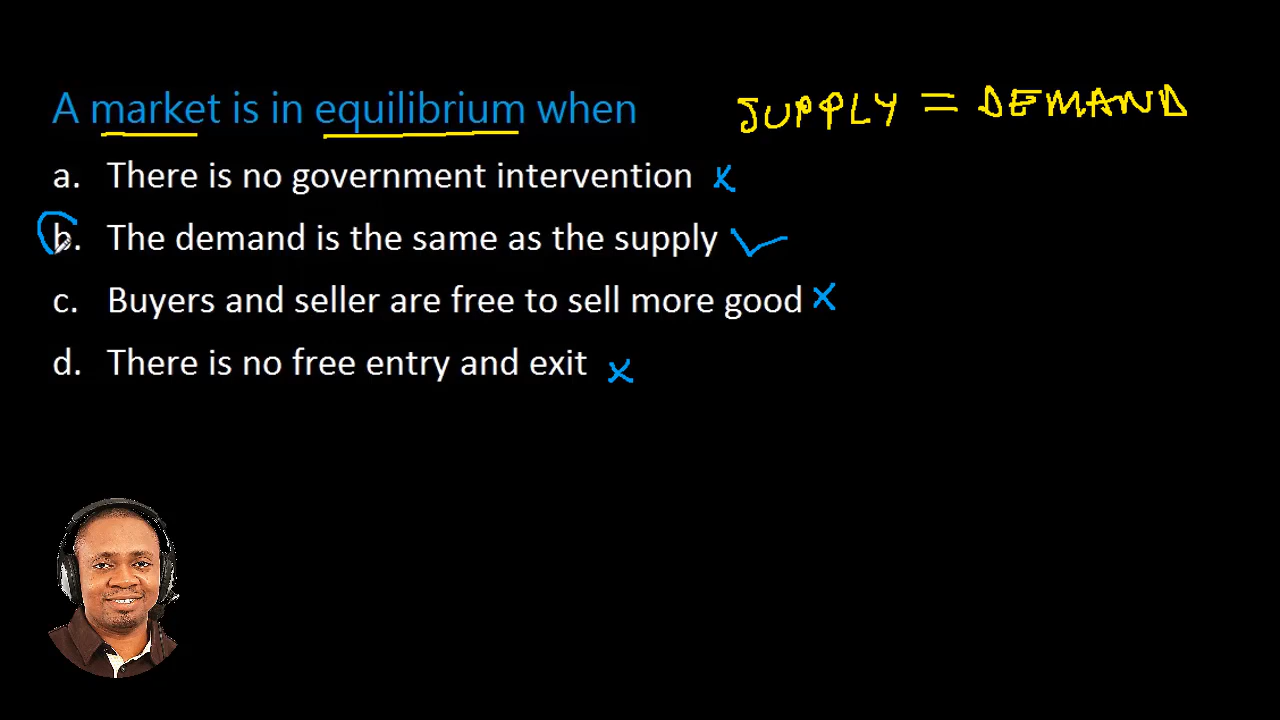 A market is in equilibrium when SUPPLY = DEMAND
a. There is no government intervention x
b. The demand is the same as the supply ✓
c. Buyers and seller are free to sell more good x
d. There is no free entry and exit x